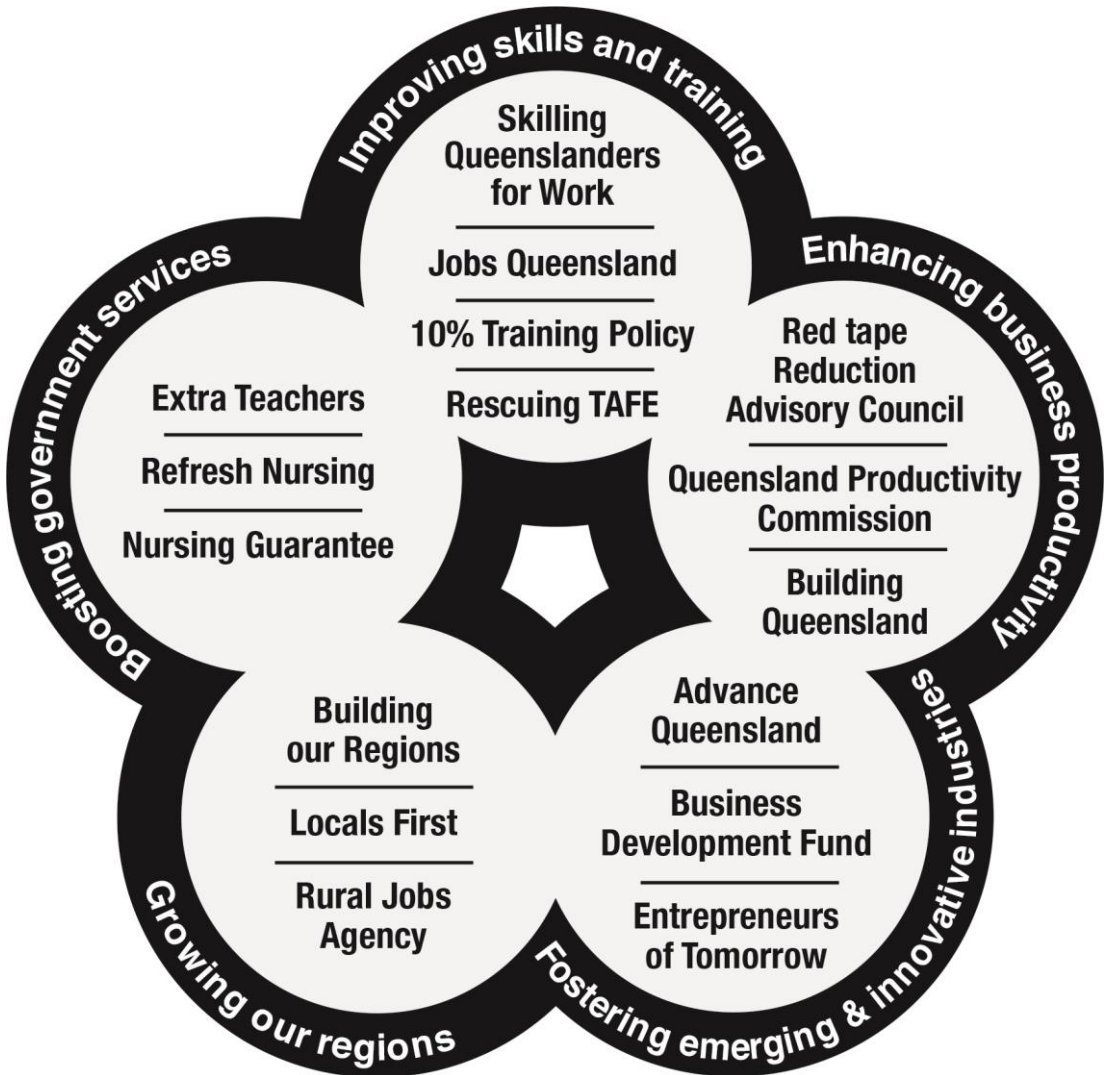 Improving skills and training
Skilling
Queenslanders
for Work
Jobs Queensland
10% Training Policy
Rescuing TAFE
Enhancing business productivity
Red tape
Reduction
Advisory Council
Queensland Productivity
Commission
Building
Queensland
Fostering emerging & innovative industries
Advance
Queensland
Business
Development Fund
Entrepreneurs
of Tomorrow
Growing our regions
Building
our Regions
Locals First
Rural Jobs
Agency
Boosting government services
Extra Teachers
Refresh Nursing
Nursing Guarantee